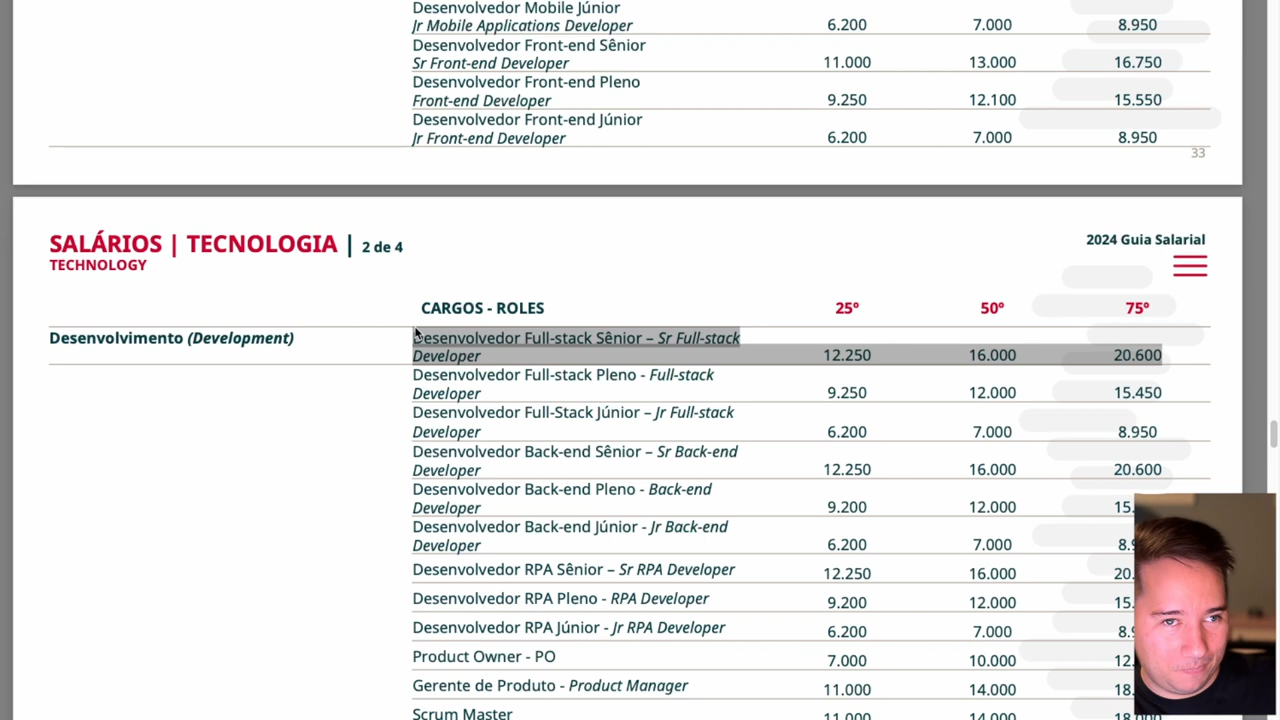 Desenvolvedor Mobile Júnior
Jr Mobile Applications Developer 6.200 7.000 8.950
Desenvolvedor Front-end Sênior
Sr Front-end Developer 11.000 13.000 16.750
Desenvolvedor Front-end Pleno
Front-end Developer 9.250 12.100 15.550
Desenvolvedor Front-end Júnior
Jr Front-end Developer 6.200 7.000 8.950
33
SALÁRIOS | TECNOLOGIA | 2 de 4
2024 Guia Salarial
TECHNOLOGY
CARGOS - ROLES 25º 50º 75º
Desenvolvimento (Development) Desenvolvedor Full-stack Sênior – Sr Full-stack
Developer 12.250 16.000 20.600
Desenvolvedor Full-stack Pleno - Full-stack
Developer 9.250 12.000 15.450
Desenvolvedor Full-Stack Júnior – Jr Full-stack
Developer 6.200 7.000 8.950
Desenvolvedor Back-end Sênior – Sr Back-end
Developer 12.250 16.000 20.600
Desenvolvedor Back-end Pleno - Back-end
Developer 9.200 12.000
Desenvolvedor Back-end Júnior - Jr Back-end
Developer 6.200 7.000
Desenvolvedor RPA Sênior – Sr RPA Developer 12.250 16.000
Desenvolvedor RPA Pleno - RPA Developer 9.200 12.000
Desenvolvedor RPA Júnior - Jr RPA Developer 6.200 7.000
Product Owner - PO 7.000 10.000
Gerente de Produto - Product Manager 11.000 14.000
Scrum Master 11.000 14.000 18.000